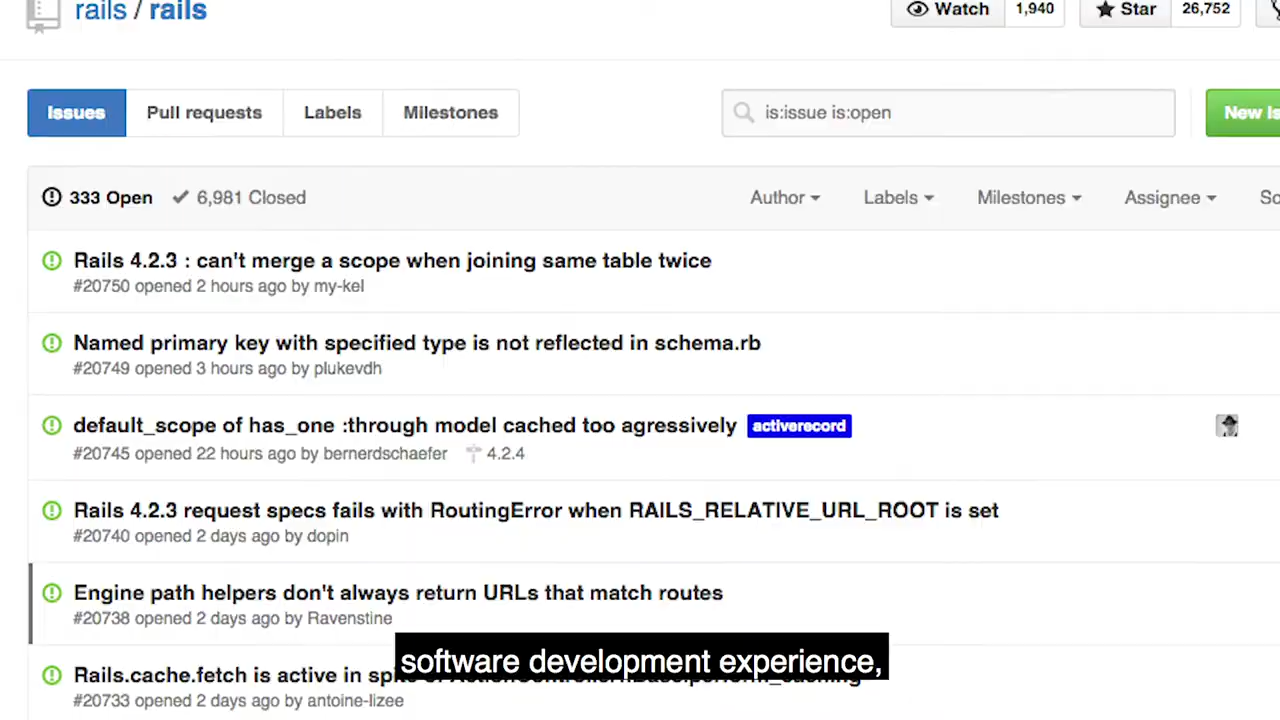 rails / rails
Watch 1,940 Star 26,752
Issues Pull requests Labels Milestones
is:issue is:open
New Is
333 Open 6,981 Closed
Author Labels Milestones Assignee So
Rails 4.2.3 : can't merge a scope when joining same table twice
#20750 opened 2 hours ago by my-kel
Named primary key with specified type is not reflected in schema.rb
#20749 opened 3 hours ago by plukevdh
default_scope of has_one :through model cached too agressively activerecord
#20745 opened 22 hours ago by bernerdschaefer 4.2.4
Rails 4.2.3 request specs fails with RoutingError when RAILS_RELATIVE_URL_ROOT is set
#20740 opened 2 days ago by dopin
Engine path helpers don't always return URLs that match routes
#20738 opened 2 days ago by Ravenstine
software development experience,
Rails.cache.fetch is active in
#20733 opened 2 days ago by antoine-lizee